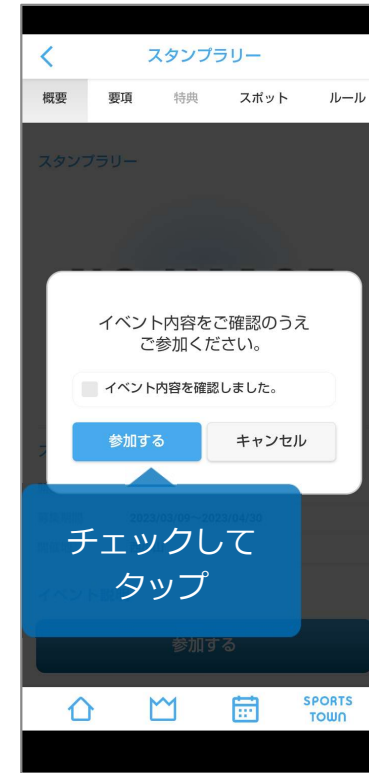 スタンプラリー
概要 要項 特典 スポット ルール
スタンプラリー
イベント内容をご確認のうえ
ご参加ください。
イベント内容を確認しました。
参加する キャンセル
2023/03/09~2023/04/30
チェックして
タップ
参加する
SPORTS
TOWN